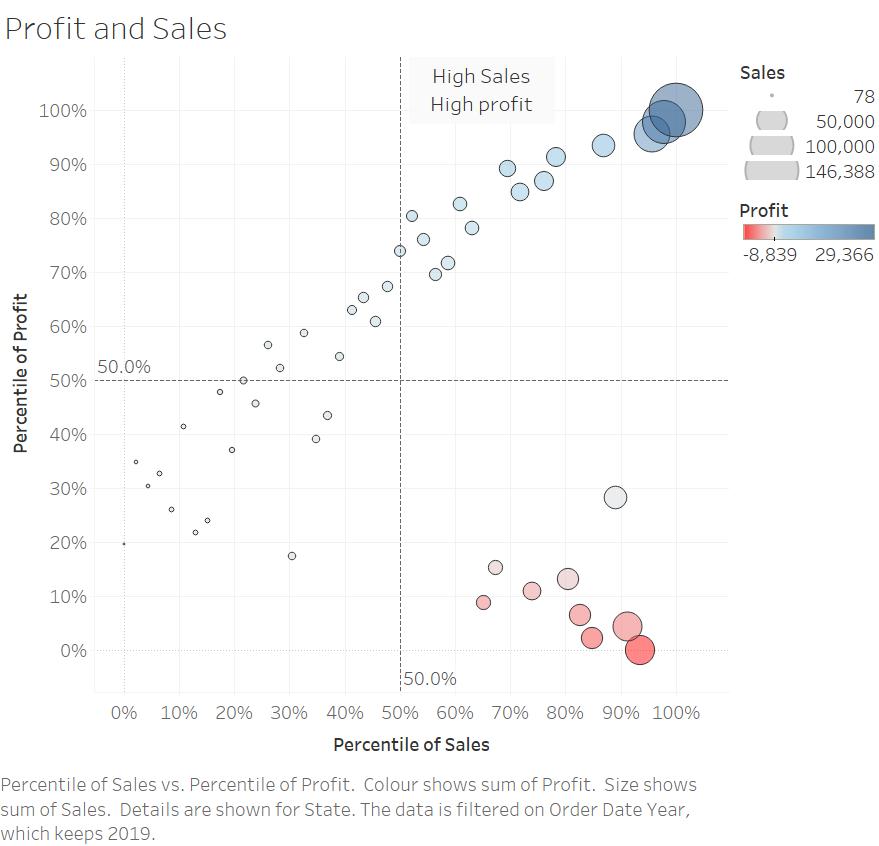 Profit and Sales
High Sales
High profit
Sales
78
50,000
100,000
146,388
Profit
-8,839 29,366
100%
90%
80%
70%
60%
50%
40%
30%
20%
10%
0%
Percentile of Profit
50.0%
50.0%
0% 10% 20% 30% 40% 50% 60% 70% 80% 90% 100%
Percentile of Sales
Percentile of Sales vs. Percentile of Profit. Colour shows sum of Profit. Size shows
sum of Sales. Details are shown for State. The data is filtered on Order Date Year,
which keeps 2019.